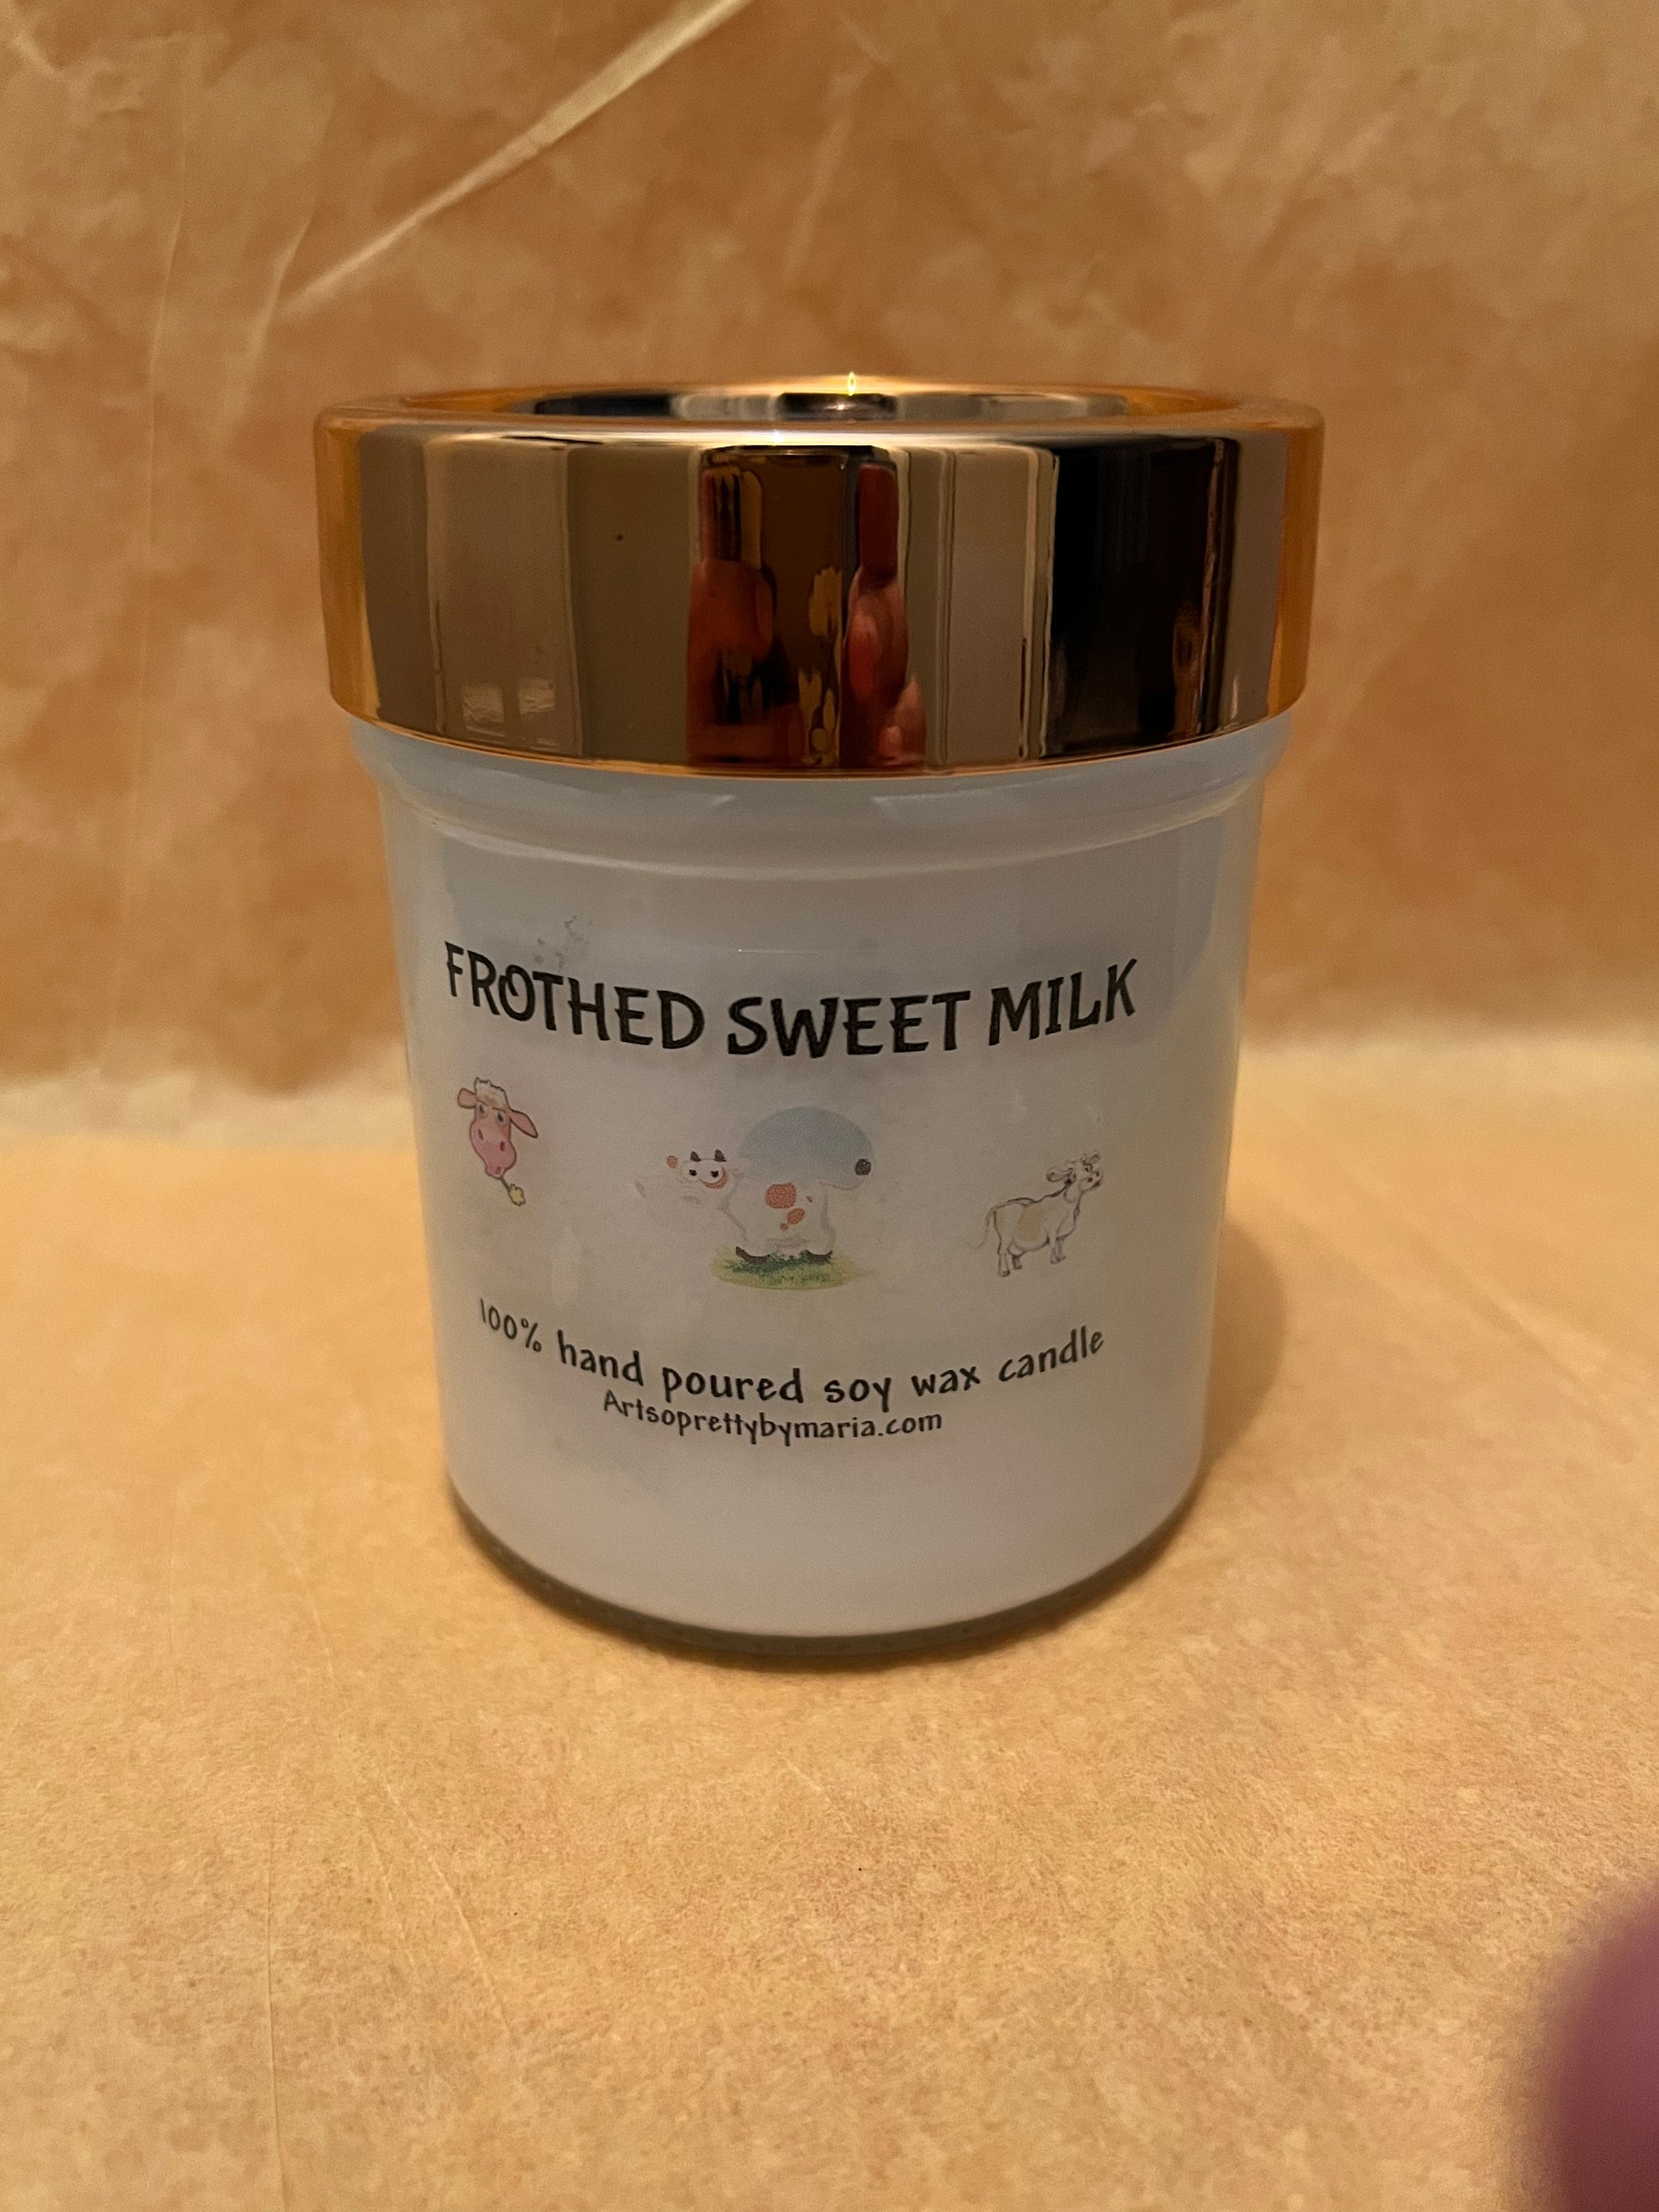 FROTHED SWEET MILK
100% hand poured soy wax candle
Artsoprettybymaria.com